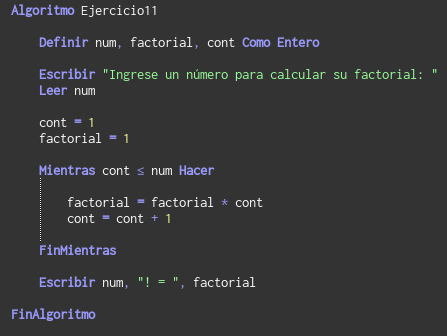 Algoritmo Ejercicio11
Definir num, factorial, cont Como Entero
Escribir "Ingrese un número para calcular su factorial: "
Leer num
cont = 1
factorial = 1
Mientras cont ≤ num Hacer
factorial = factorial * cont
cont = cont + 1
FinMientras
Escribir num, "! = ", factorial
FinAlgoritmo